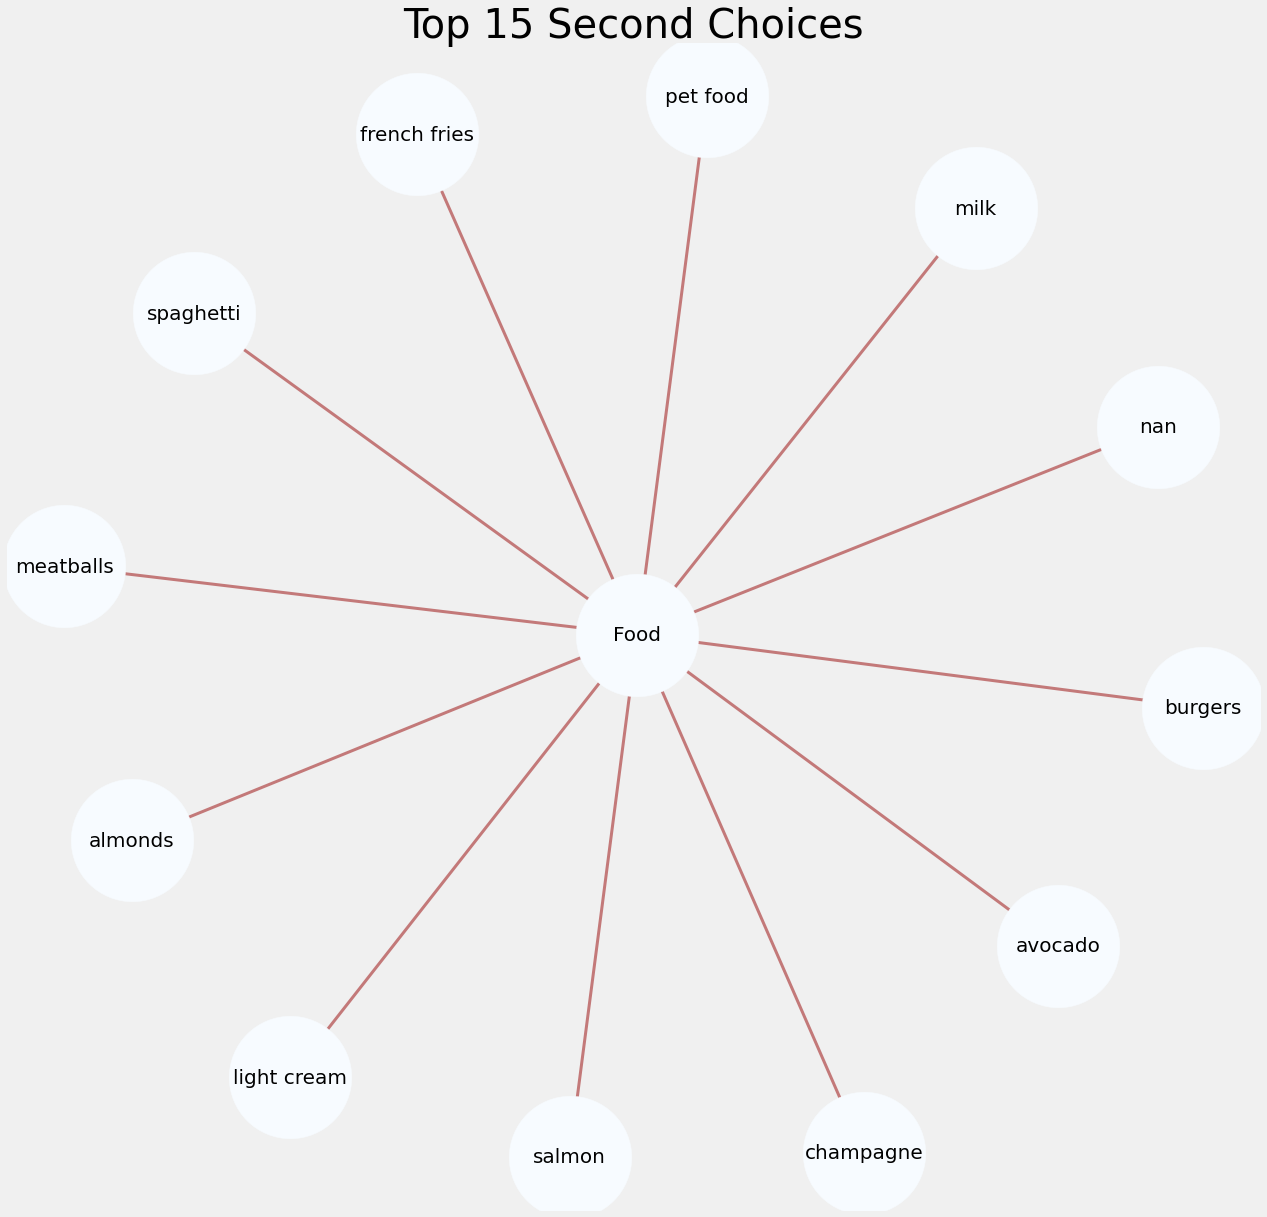 Top 15 Second Choices
pet food
french fries
milk
spaghetti
nan
meatballs
Food
burgers
almonds
avocado
light cream
champagne
salmon